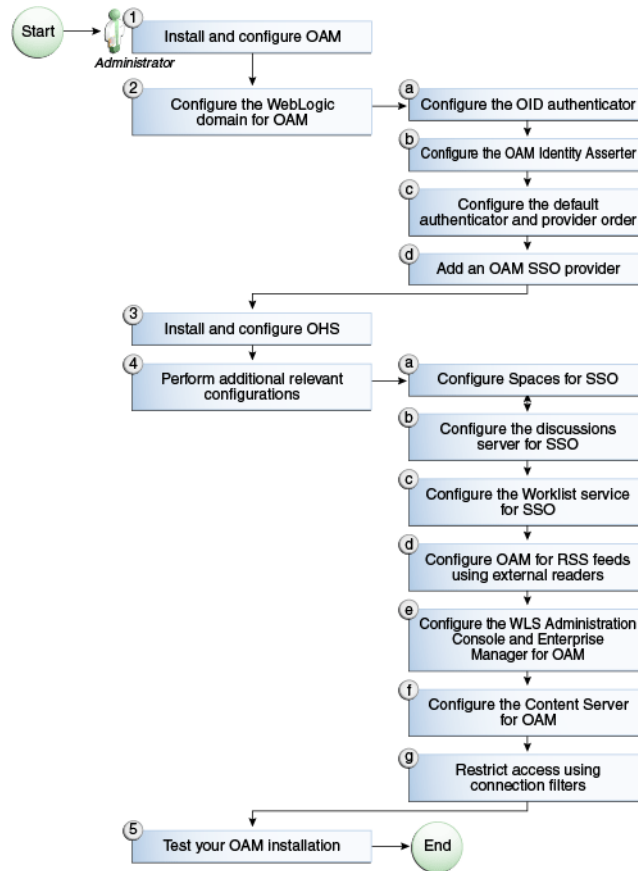 Start
Administrator
1
Install and configure OAM
2
Configure the WebLogic
domain for OAM
a
Configure the OID authenticator
b
Configure the OAM Identity Asserter
c
Configure the default
authenticator and provider order
d
Add an OAM SSO provider
3
Install and configure OHS
4
Perform additional relevant
configurations
a
Configure Spaces for SSO
b
Configure the discussions
server for SSO
c
Configure the Worklist service
for SSO
d
Configure OAM for RSS feeds
using external readers
e
Configure the WLS Administration
Console and Enterprise
Manager for OAM
f
Configure the Content Server
for OAM
g
Restrict access using
connection filters
5
Test your OAM installation
End